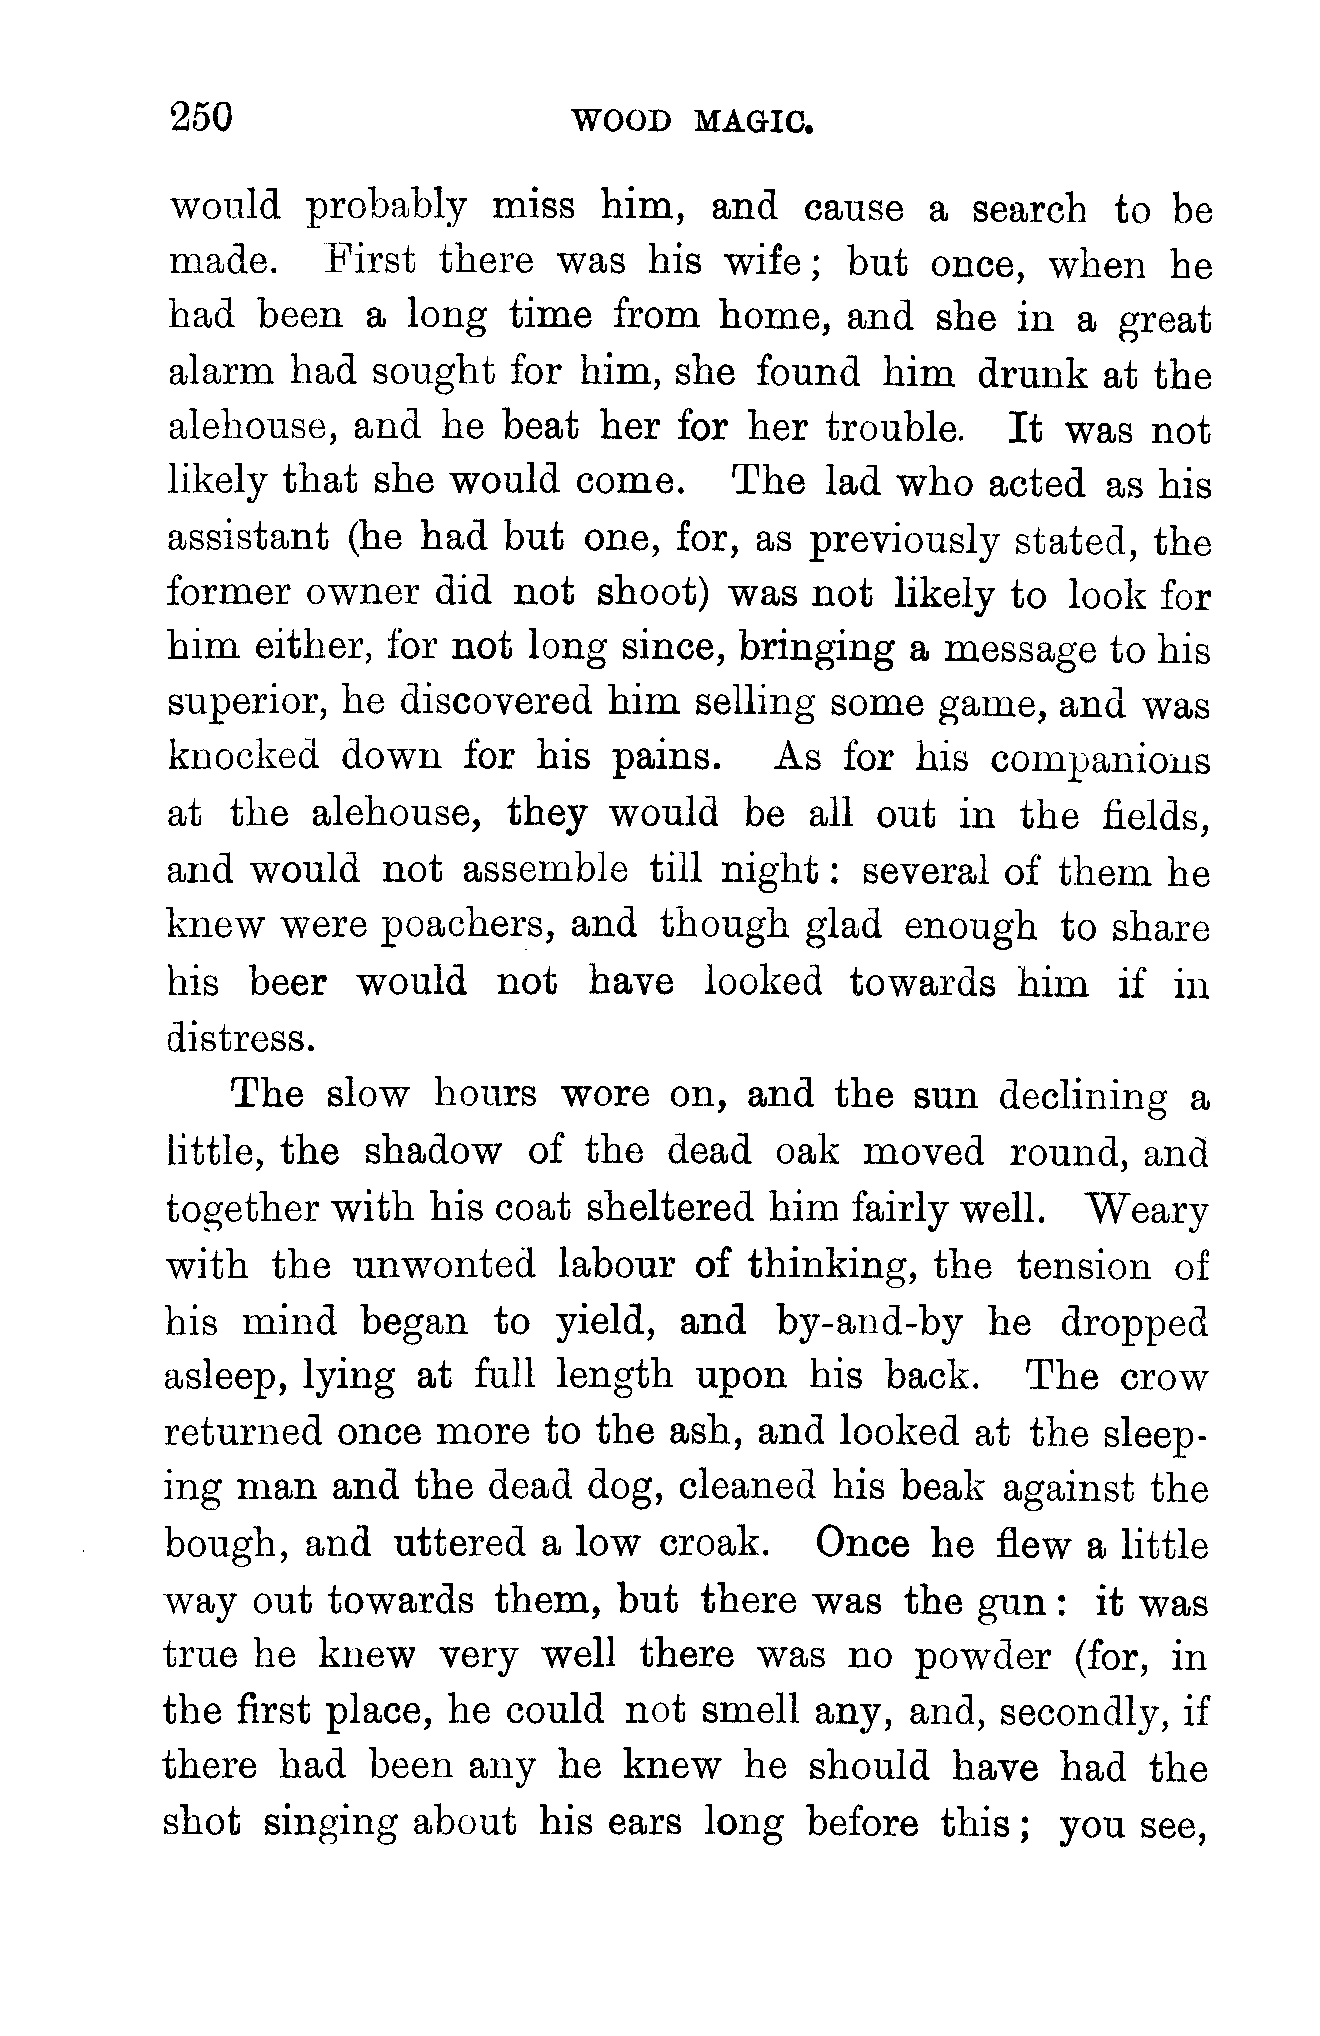 250 WOOD MAGIC.
would probably miss him, and cause a search to be
made. First there was his wife; but once, when he
had been a long time from home, and she in a great
alarm had sought for him, she found him drunk at the
alehouse, and he beat her for her trouble. It was not
likely that she would come. The lad who acted as his
assistant (he had but one, for, as previously stated, the
former owner did not shoot) was not likely to look for
him either, for not long since, bringing a message to his
superior, he discovered him selling some game, and was
knocked down for his pains. As for his companions
at the alehouse, they would be all out in the fields,
and would not assemble till night: several of them he
knew were poachers, and though glad enough to share
his beer would not have looked towards him if in
distress.
The slow hours wore on, and the sun declining a
little, the shadow of the dead oak moved round, and
together with his coat sheltered him fairly well. Weary
with the unwonted labour of thinking, the tension of
his mind began to yield, and by-and-by he dropped
asleep, lying at full length upon his back. The crow
returned once more to the ash, and looked at the sleep-
ing man and the dead dog, cleaned his beak against the
bough, and uttered a low croak. Once he flew a little
way out towards them, but there was the gun: it was
true he knew very well there was no powder (for, in
the first place, he could not smell any, and, secondly, if
there had been any he knew he should have had the
shot singing about his ears long before this; you see,